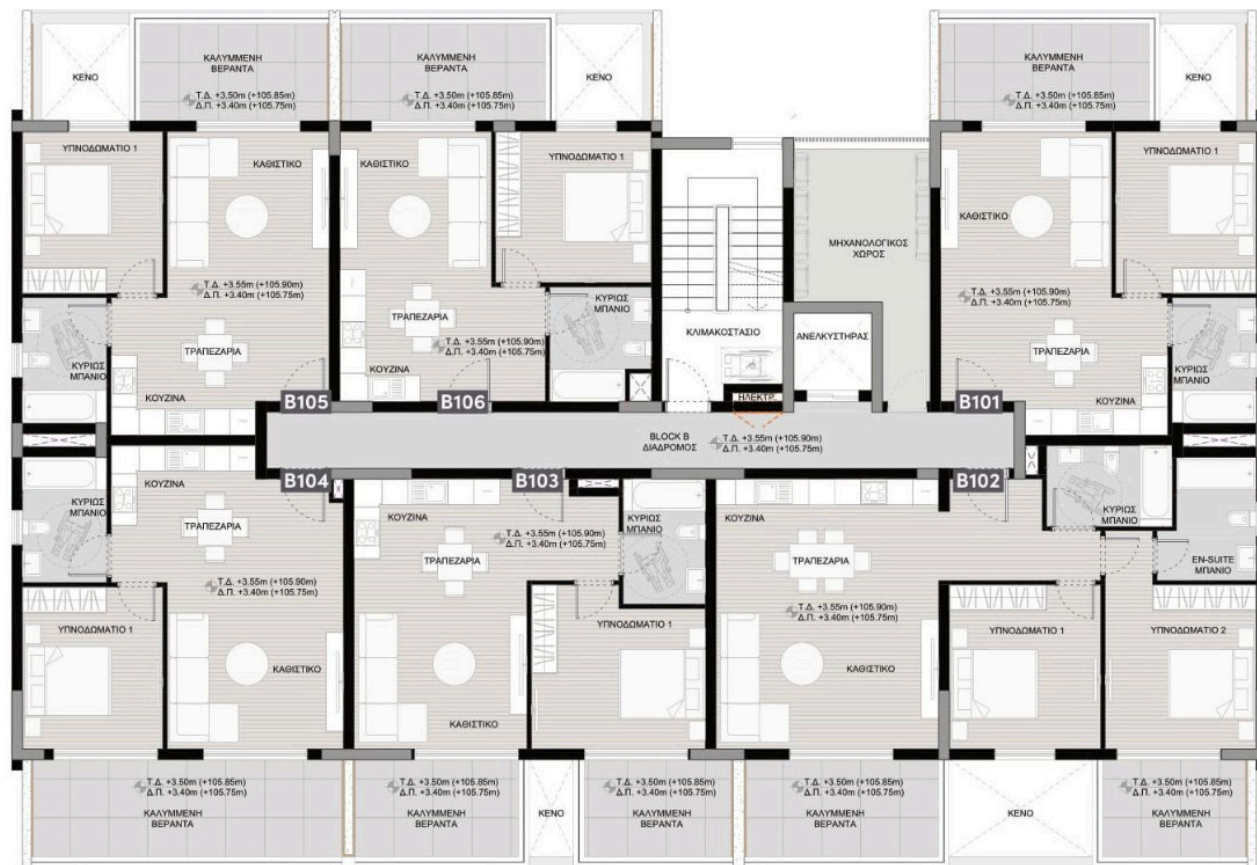 ΚΕΝΟ
ΚΑΛΥΜΜΕΝΗ
ΒΕΡΑΝΤΑ
Τ.Δ. +3.50m (+105.85m)
Δ.Π. +3.40m (+105.75m)
ΚΑΛΥΜΜΕΝΗ
ΒΕΡΑΝΤΑ
Τ.Δ. +3.50m (+105.85m)
Δ.Π. +3.40m (+105.75m)
ΚΕΝΟ
ΚΑΛΥΜΜΕΝΗ
ΒΕΡΑΝΤΑ
Τ.Δ. +3.50m (+105.85m)
Δ.Π. +3.40m (+105.75m)
ΚΕΝΟ
ΥΠΝΟΔΩΜΑΤΙΟ 1
ΚΑΘΙΣΤΙΚΟ
Τ.Δ. +3.55m (+105.90m)
Δ.Π. +3.40m (+105.75m)
ΤΡΑΠΕΖΑΡΙΑ
ΚΥΡΙΩΣ
ΜΠΑΝΙΟ
ΚΟΥΖΙΝΑ
B105
ΚΑΘΙΣΤΙΚΟ
ΥΠΝΟΔΩΜΑΤΙΟ 1
ΤΡΑΠΕΖΑΡΙΑ
Τ.Δ. +3.55m (+105.90m)
Δ.Π. +3.40m (+105.75m)
ΚΥΡΙΩΣ
ΜΠΑΝΙΟ
ΚΟΥΖΙΝΑ
B106
ΚΛΙΜΑΚΟΣΤΑΣΙΟ
ΗΛΕΚΤΡ.
ΜΗΧΑΝΟΛΟΓΙΚΟΣ
ΧΩΡΟΣ
ΑΝΕΛΚΥΣΤΗΡΑΣ
ΚΑΘΙΣΤΙΚΟ
ΥΠΝΟΔΩΜΑΤΙΟ 1
Τ.Δ. +3.55m (+105.90m)
Δ.Π. +3.40m (+105.75m)
ΤΡΑΠΕΖΑΡΙΑ
ΚΥΡΙΩΣ
ΜΠΑΝΙΟ
ΚΟΥΖΙΝΑ
B101
BLOCK B
ΔΙΑΔΡΟΜΟΣ
Τ.Δ. +3.55m (+105.90m)
Δ.Π. +3.40m (+105.75m)
B104
ΚΟΥΖΙΝΑ
ΚΥΡΙΩΣ
ΜΠΑΝΙΟ
ΤΡΑΠΕΖΑΡΙΑ
Τ.Δ. +3.55m (+105.90m)
Δ.Π. +3.40m (+105.75m)
ΥΠΝΟΔΩΜΑΤΙΟ 1
ΚΑΘΙΣΤΙΚΟ
B103
ΚΟΥΖΙΝΑ
Τ.Δ. +3.55m (+105.90m)
Δ.Π. +3.40m (+105.75m)
ΚΥΡΙΩΣ
ΜΠΑΝΙΟ
ΤΡΑΠΕΖΑΡΙΑ
ΥΠΝΟΔΩΜΑΤΙΟ 1
ΚΑΘΙΣΤΙΚΟ
B102
ΚΟΥΖΙΝΑ
ΚΥΡΙΩΣ
ΜΠΑΝΙΟ
ΤΡΑΠΕΖΑΡΙΑ
EN-SUITE
ΜΠΑΝΙΟ
Τ.Δ. +3.55m (+105.90m)
Δ.Π. +3.40m (+105.75m)
ΥΠΝΟΔΩΜΑΤΙΟ 1
ΥΠΝΟΔΩΜΑΤΙΟ 2
ΚΑΘΙΣΤΙΚΟ
Τ.Δ. +3.50m (+105.85m)
Δ.Π. +3.40m (+105.75m)
ΚΑΛΥΜΜΕΝΗ
ΒΕΡΑΝΤΑ
Τ.Δ. +3.50m (+105.85m)
Δ.Π. +3.40m (+105.75m)
ΚΑΛΥΜΜΕΝΗ
ΒΕΡΑΝΤΑ
ΚΕΝΟ
Τ.Δ. +3.50m (+105.85m)
Δ.Π. +3.40m (+105.75m)
ΚΑΛΥΜΜΕΝΗ
ΒΕΡΑΝΤΑ
Τ.Δ. +3.50m (+105.85m)
Δ.Π. +3.40m (+105.75m)
ΚΑΛΥΜΜΕΝΗ
ΒΕΡΑΝΤΑ
ΚΕΝΟ
Τ.Δ. +3.50m (+105.85m)
Δ.Π. +3.40m (+105.75m)
ΚΑΛΥΜΜΕΝΗ
ΒΕΡΑΝΤΑ